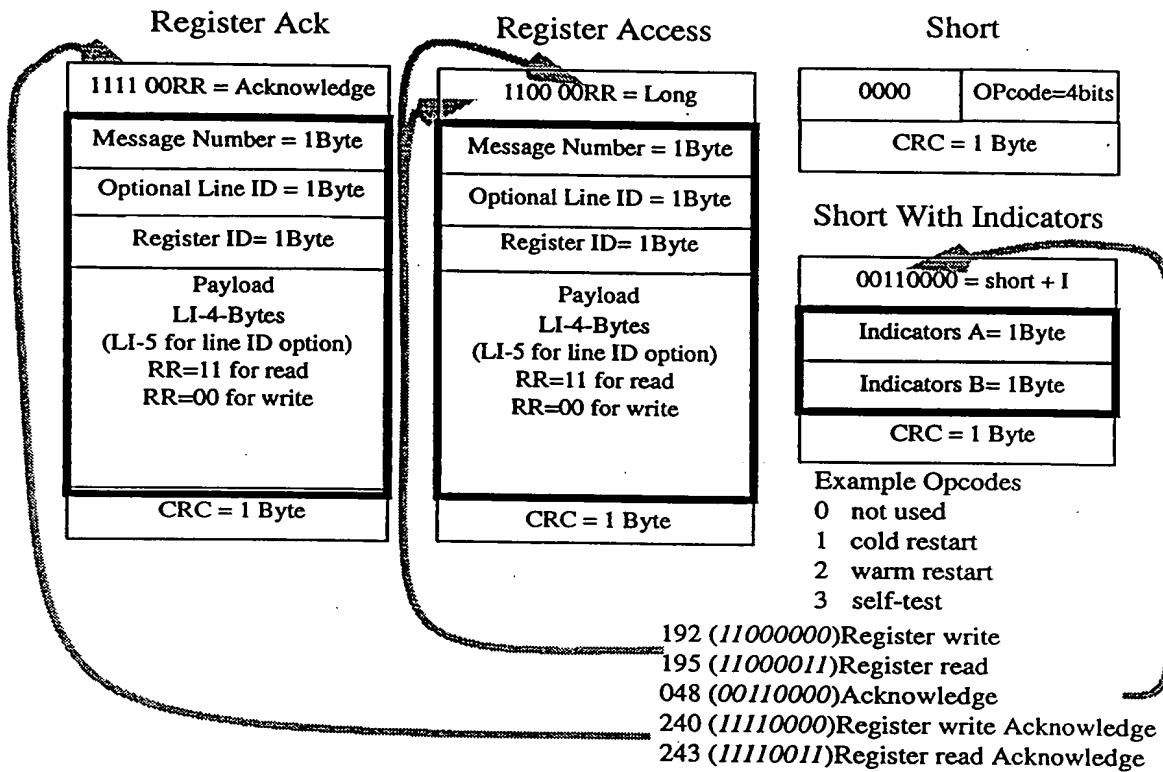 Register Ack
1111 00RR = Acknowledge
Message Number = 1Byte
Optional Line ID = 1Byte
Register ID= 1Byte
Payload
LI-4-Bytes
(LI-5 for line ID option)
RR=11 for read
RR=00 for write
CRC = 1 Byte
Register Access
1100 00RR = Long
Message Number = 1Byte
Optional Line ID = 1Byte
Register ID= 1Byte
Payload
LI-4-Bytes
(LI-5 for line ID option)
RR=11 for read
RR=00 for write
CRC = 1 Byte
Short
0000 OPcode=4bits
CRC = 1 Byte
Short With Indicators
00110000 = short + I
Indicators A= 1Byte
Indicators B= 1Byte
CRC = 1 Byte
Example Opcodes
0 not used
1 cold restart
2 warm restart
3 self-test
192 (11000000)Register write
195 (11000011)Register read
048 (00110000)Acknowledge
240 (11110000)Register write Acknowledge
243 (11110011)Register read Acknowledge